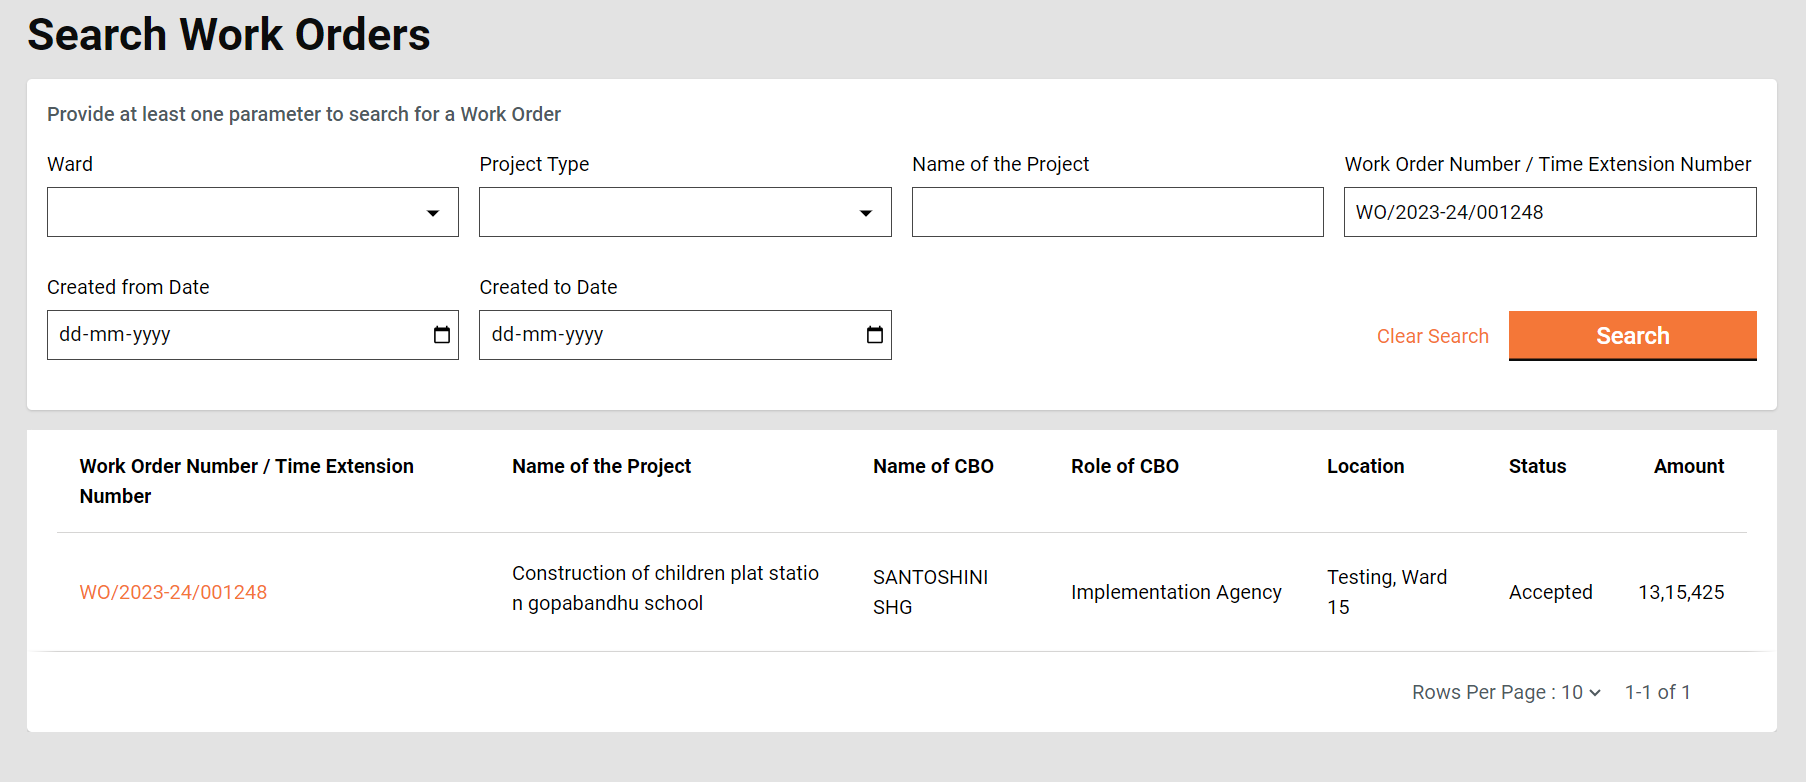 Search Work Orders
Provide at least one parameter to search for a Work Order
Ward
Project Type
Name of the Project
Work Order Number / Time Extension Number
WO/2023-24/001248
Created from Date
Created to Date
dd-mm-yyyy
dd-mm-yyyy
Clear Search
Search
Work Order Number / Time Extension
Number
Name of the Project
Name of CBO
Role of CBO
Location
Status
Amount
WO/2023-24/001248
Construction of children plat statio
n gopabandhu school
SANTOSHINI
SHG
Implementation Agency
Testing, Ward
15
Accepted
13,15,425
Rows Per Page : 10
1-1 of 1